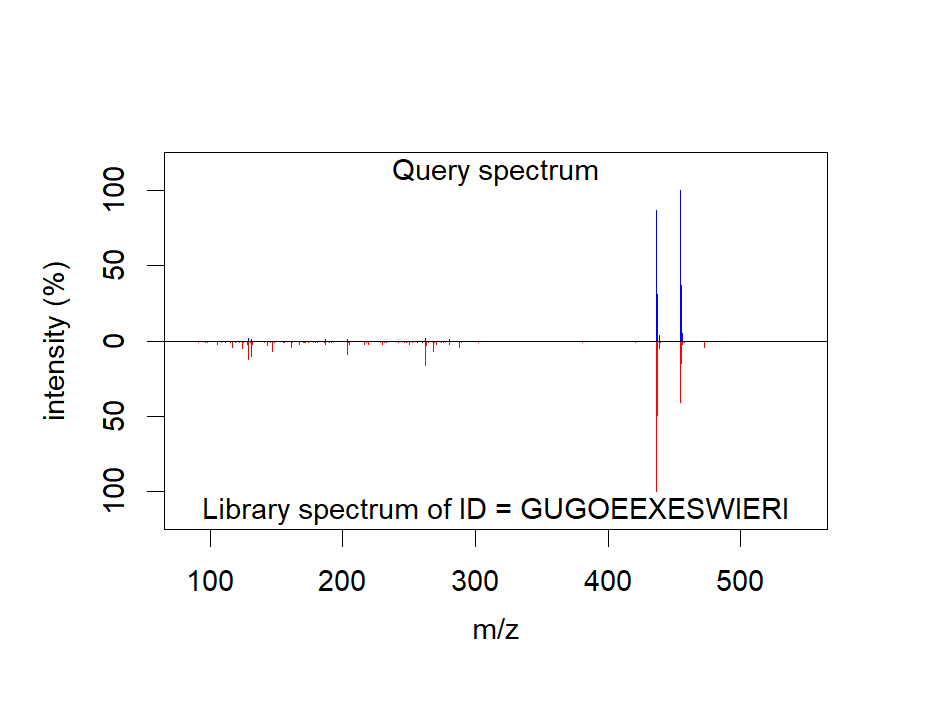 Query spectrum
100
50
0
50
100
intensity (%)
Library spectrum of ID = GUGOEEXESWIERI
100 200 300 400 500
m/z